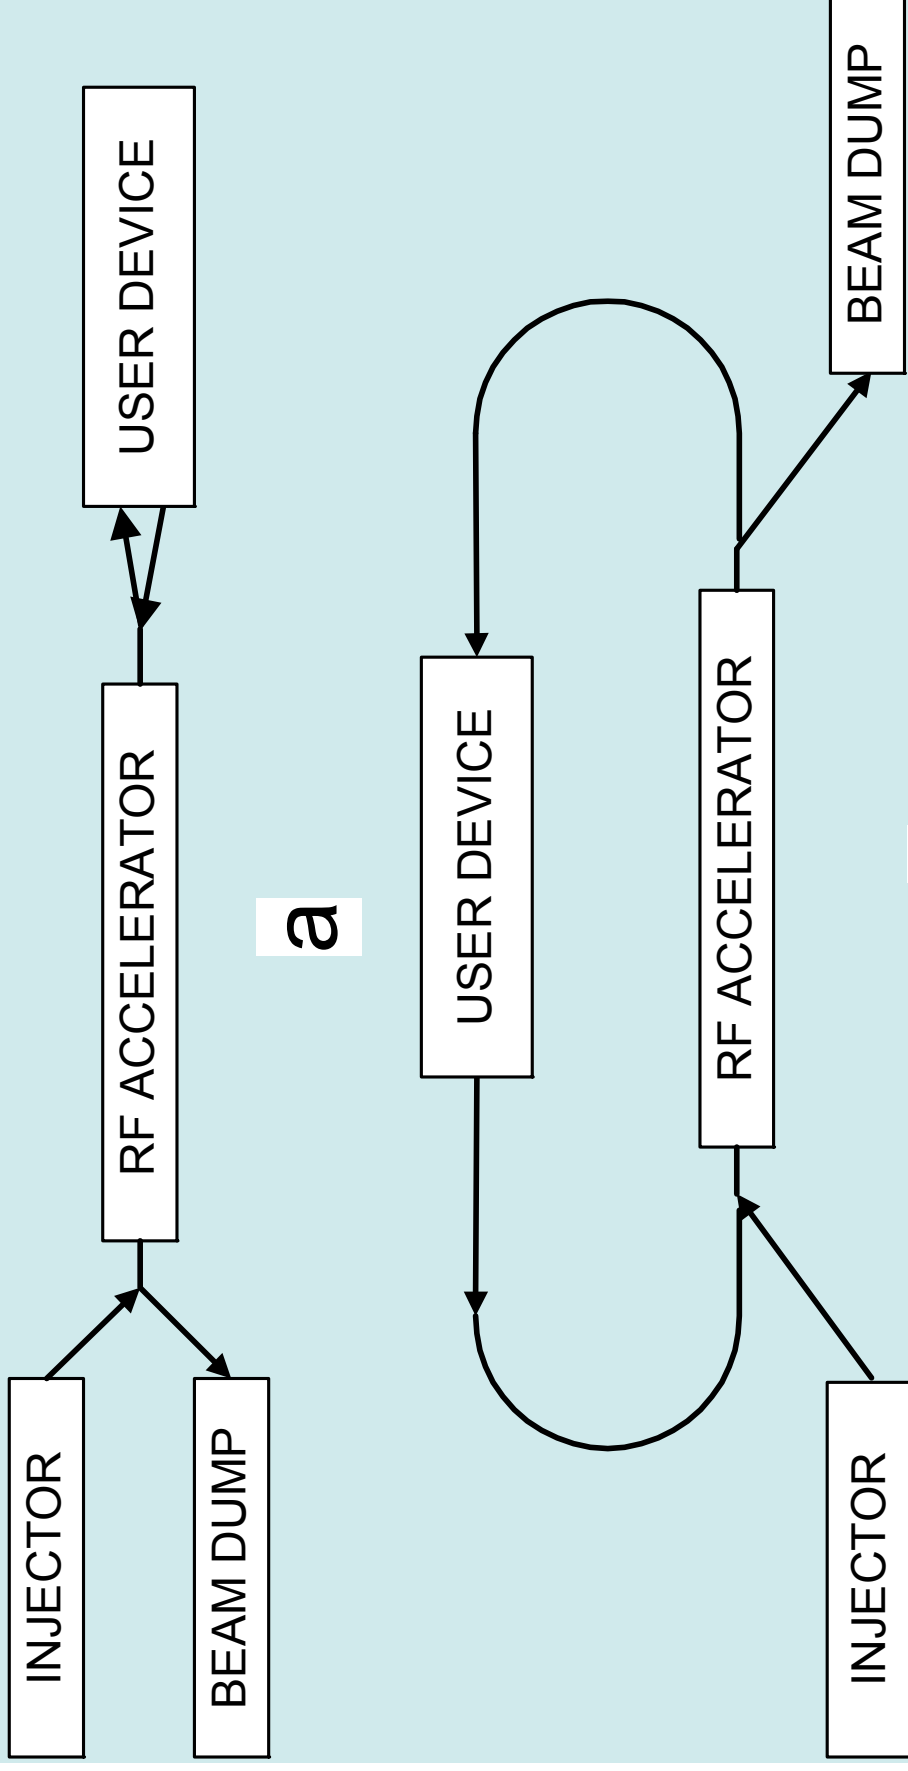 INJECTOR
RF ACCELERATOR
USER DEVICE
BEAM DUMP
a
USER DEVICE
RF ACCELERATOR
INJECTOR
BEAM DUMP